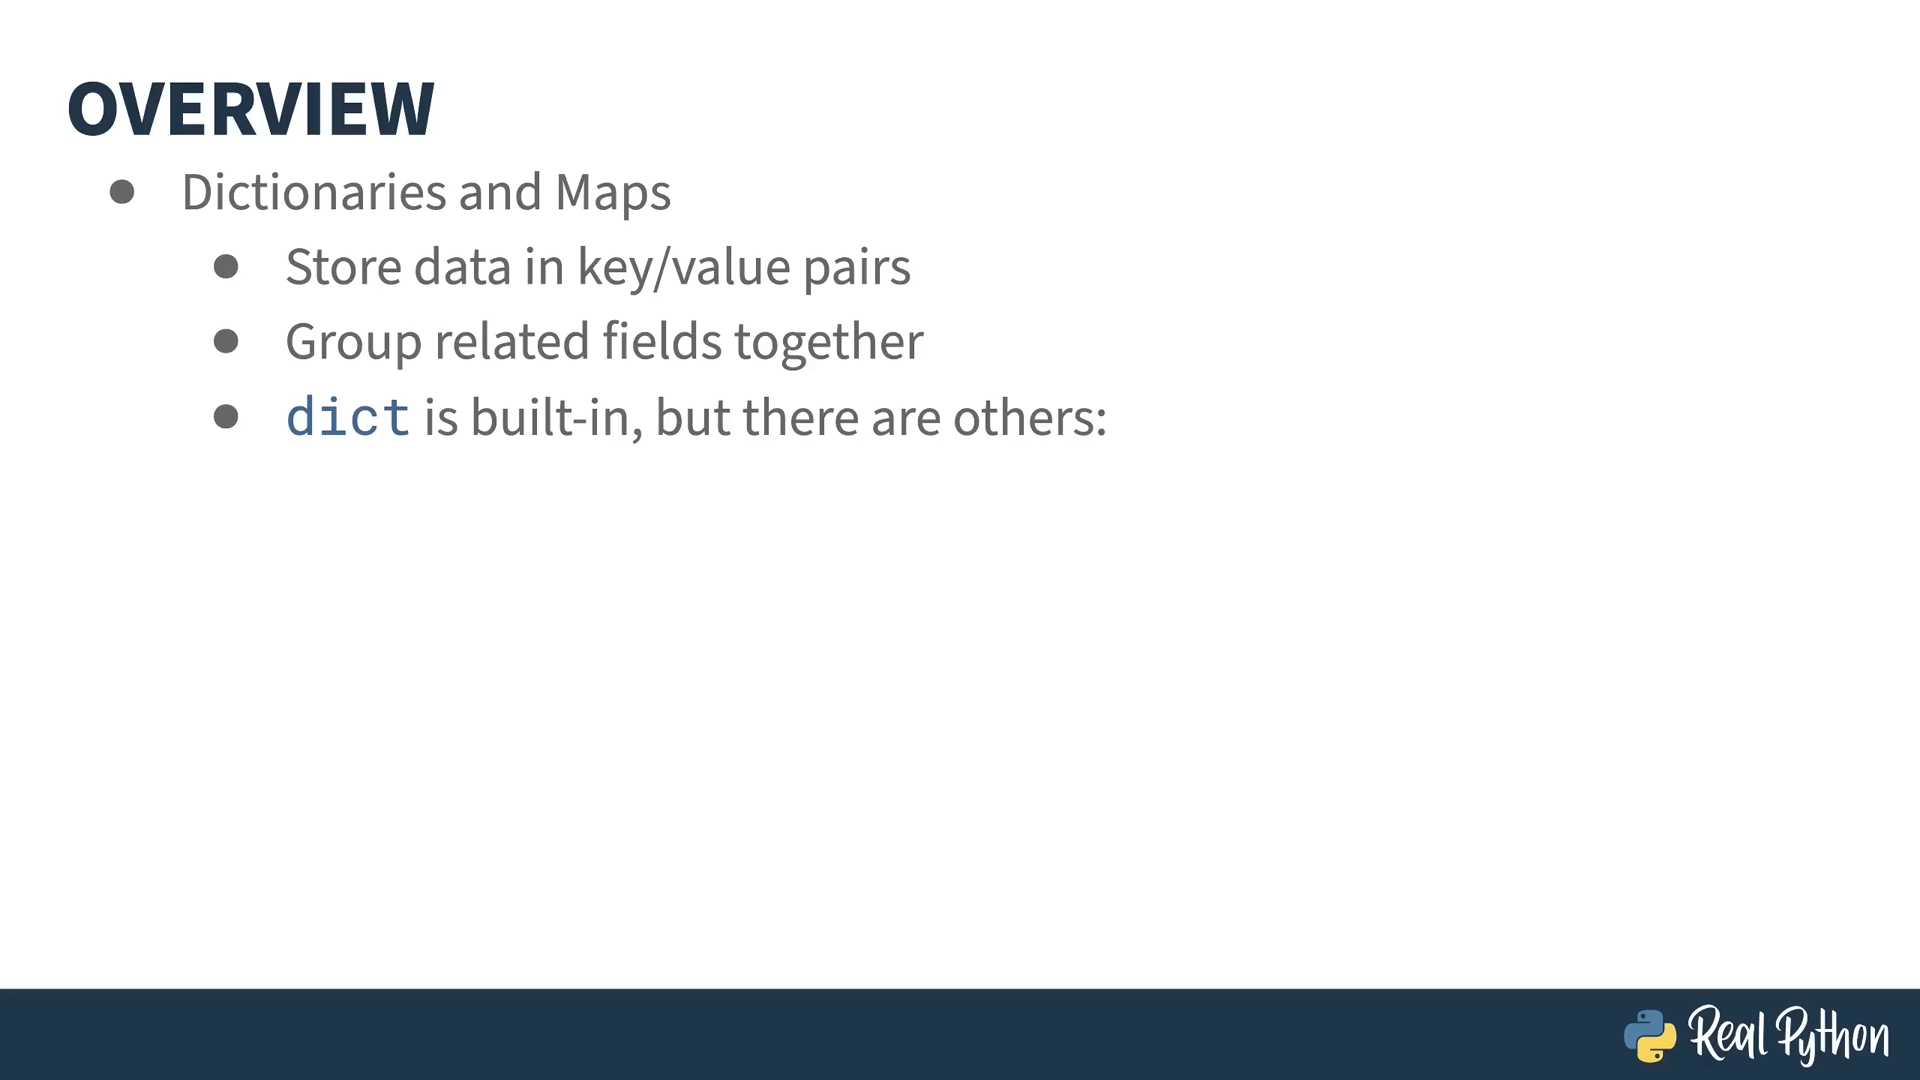 OVERVIEW
Dictionaries and Maps
Store data in key/value pairs
Group related fields together
dict is built-in, but there are others:
Real Python